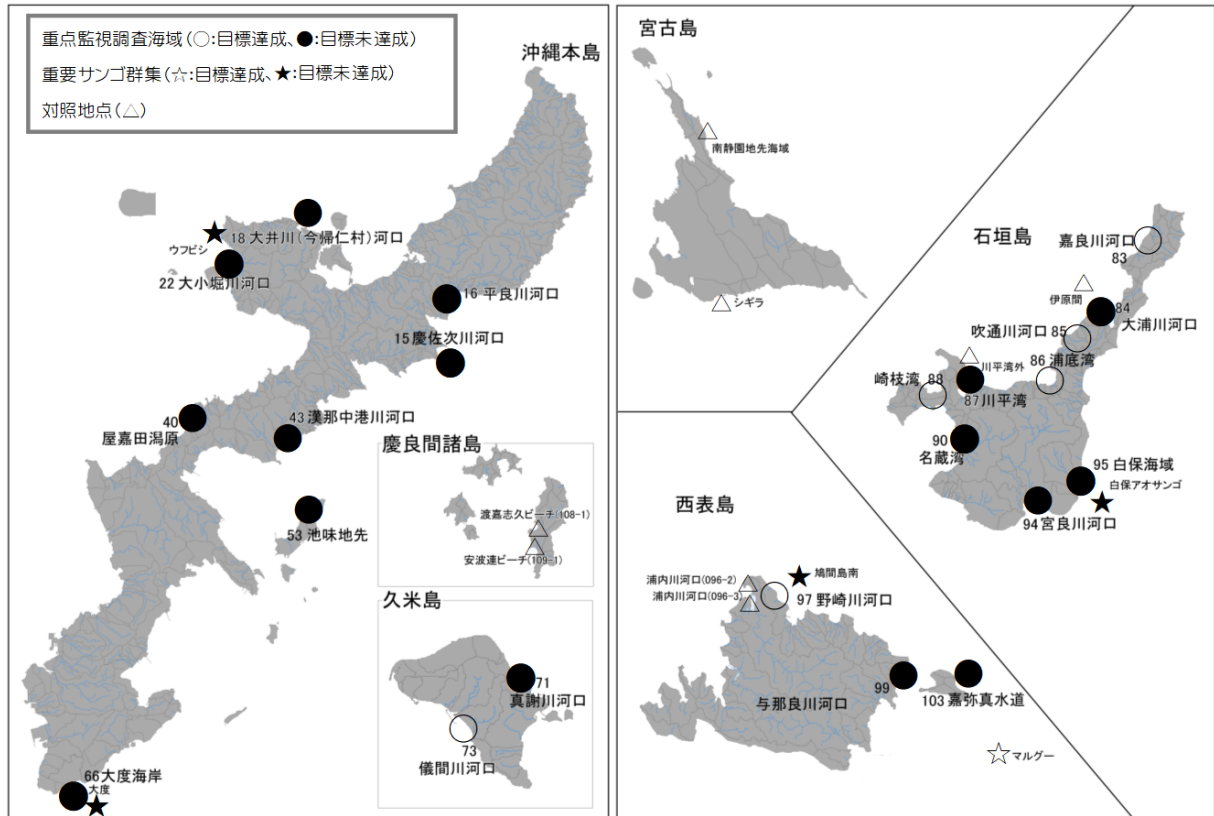 重点監視調査海域(○:目標達成、●:目標未達成)
重要サンゴ群集(☆:目標達成、★:目標未達成)
対照地点(△)
沖縄本島
ウフビシ
18 大井川(今帰仁村)河口
22 大小堀川河口
16 平良川河口
15 慶佐次川河口
40
屋嘉田潟原
43 漢那中港川河口
53 池味地先
66 大度海岸
大度
慶良間諸島
渡嘉志久ビーチ(108-1)
安波連ビーチ(109-1)
久米島
71
真謝川河口
73
儀間川河口
宮古島
南静園地先海域
シギラ
石垣島
嘉良川河口
83
伊原間
84
大浦川河口
吹通川河口 85
86 浦底湾
川平湾外
87 川平湾
崎枝湾 88
90
名蔵湾
95 白保海域
白保アオサンゴ
94 宮良川河口
西表島
浦内川河口(096-2)
浦内川河口(096-3)
鳩間島南
97 野崎川河口
99
与那良川河口
103 嘉弥真水道
マルグー